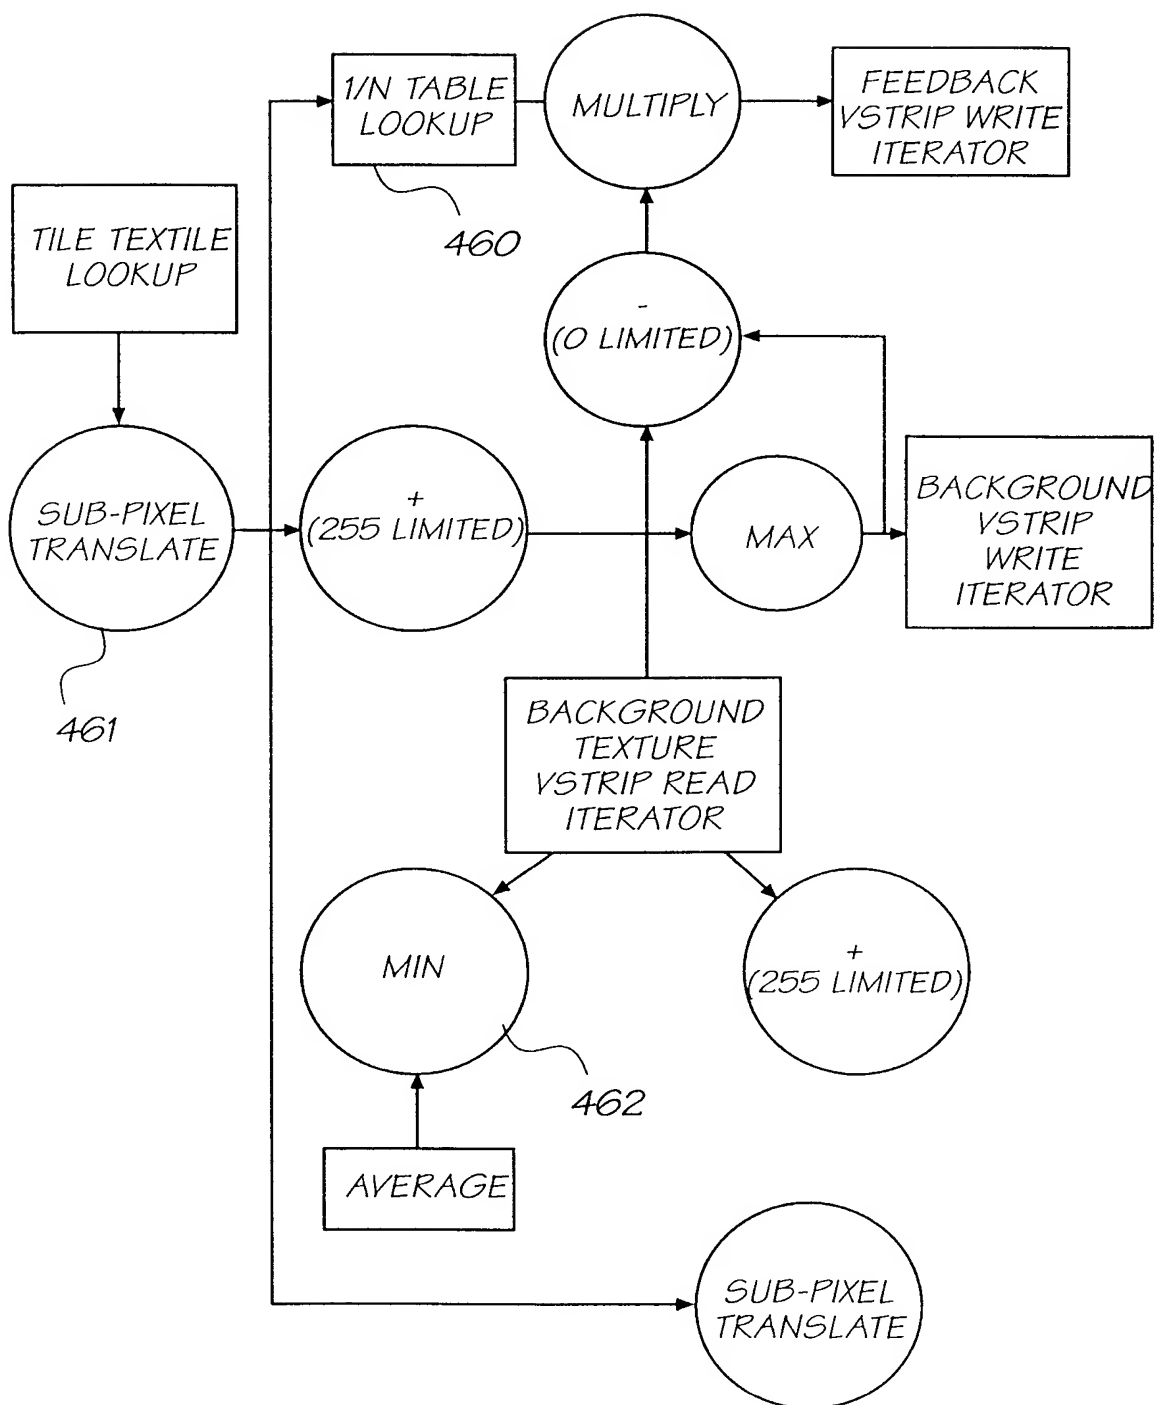 1/N TABLE
LOOKUP
MULTIPLY
FEEDBACK
VSTRIP WRITE
ITERATOR
460
TILE TEXTILE
LOOKUP
-
(0 LIMITED)
SUB-PIXEL
TRANSLATE
+
(255 LIMITED)
MAX
BACKGROUND
VSTRIP
WRITE
ITERATOR
461
BACKGROUND
TEXTURE
VSTRIP READ
ITERATOR
MIN
+
(255 LIMITED)
462
AVERAGE
SUB-PIXEL
TRANSLATE